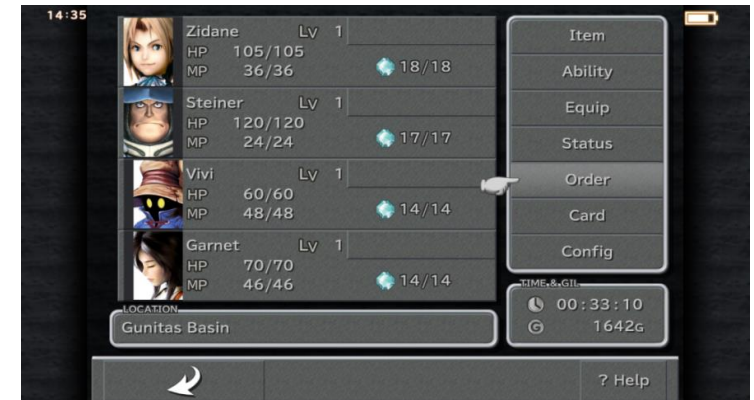 14:35
Zidane Lv 1
HP 105/105
MP 36/36 18/18
Steiner Lv 1
HP 120/120
MP 24/24 17/17
Vivi Lv 1
HP 60/60
MP 48/48 14/14
Garnet Lv 1
HP 70/70
MP 46/46 14/14
Item
Ability
Equip
Status
Order
Card
Config
TIME & GIL
00:33:10
G 1642G
LOCATION
Gunitas Basin
? Help